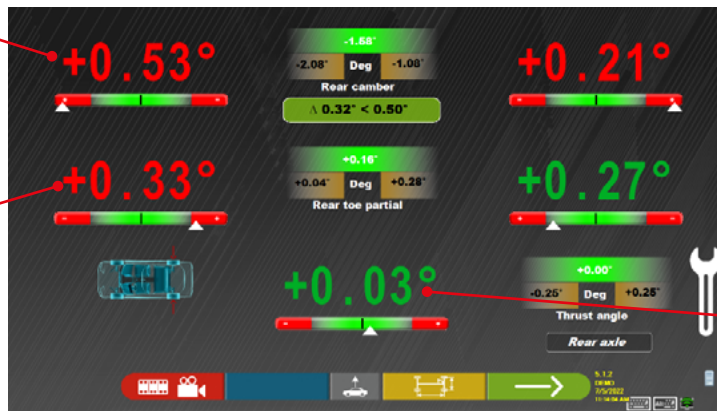 +0.53°
-1.58°
-2.08° Deg -1.08°
Rear camber
Δ 0.32° < 0.50°
+0.21°
+0.33°
+0.16°
+0.04° Deg +0.28°
Rear toe partial
+0.27°
+0.03°
+0.00°
-0.25° Deg +0.25°
Thrust angle
Rear axle
5.1.2
DEMO
7/5/2022